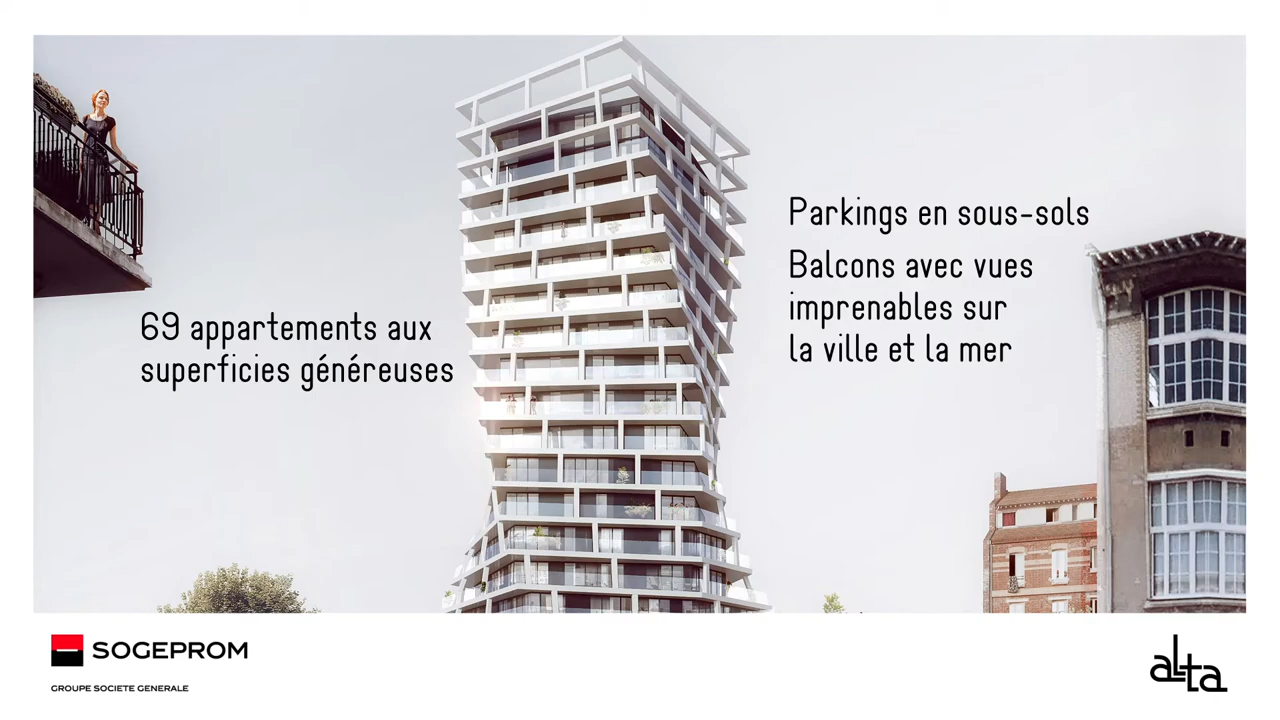 69 appartements aux
superficies généreuses
Parkings en sous-sols
Balcons avec vues
imprenables sur
la ville et la mer
SOGEPROM
GROUPE SOCIETE GENERALE
alta